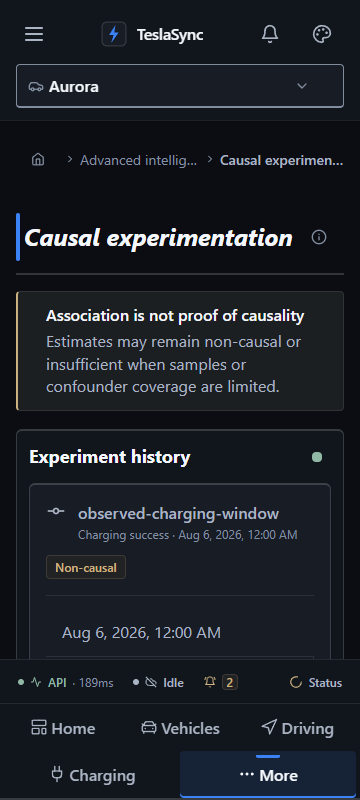 TeslaSync
Aurora
Advanced intellig... Causal experimen...
Causal experimentation
Association is not proof of causality
Estimates may remain non-causal or
insufficient when samples or
confounder coverage are limited.
Experiment history
observed-charging-window
Charging success · Aug 6, 2026, 12:00 AM
Non-causal
Aug 6, 2026, 12:00 AM
API · 189ms Idle 2 Status
Home Vehicles Driving
Charging More